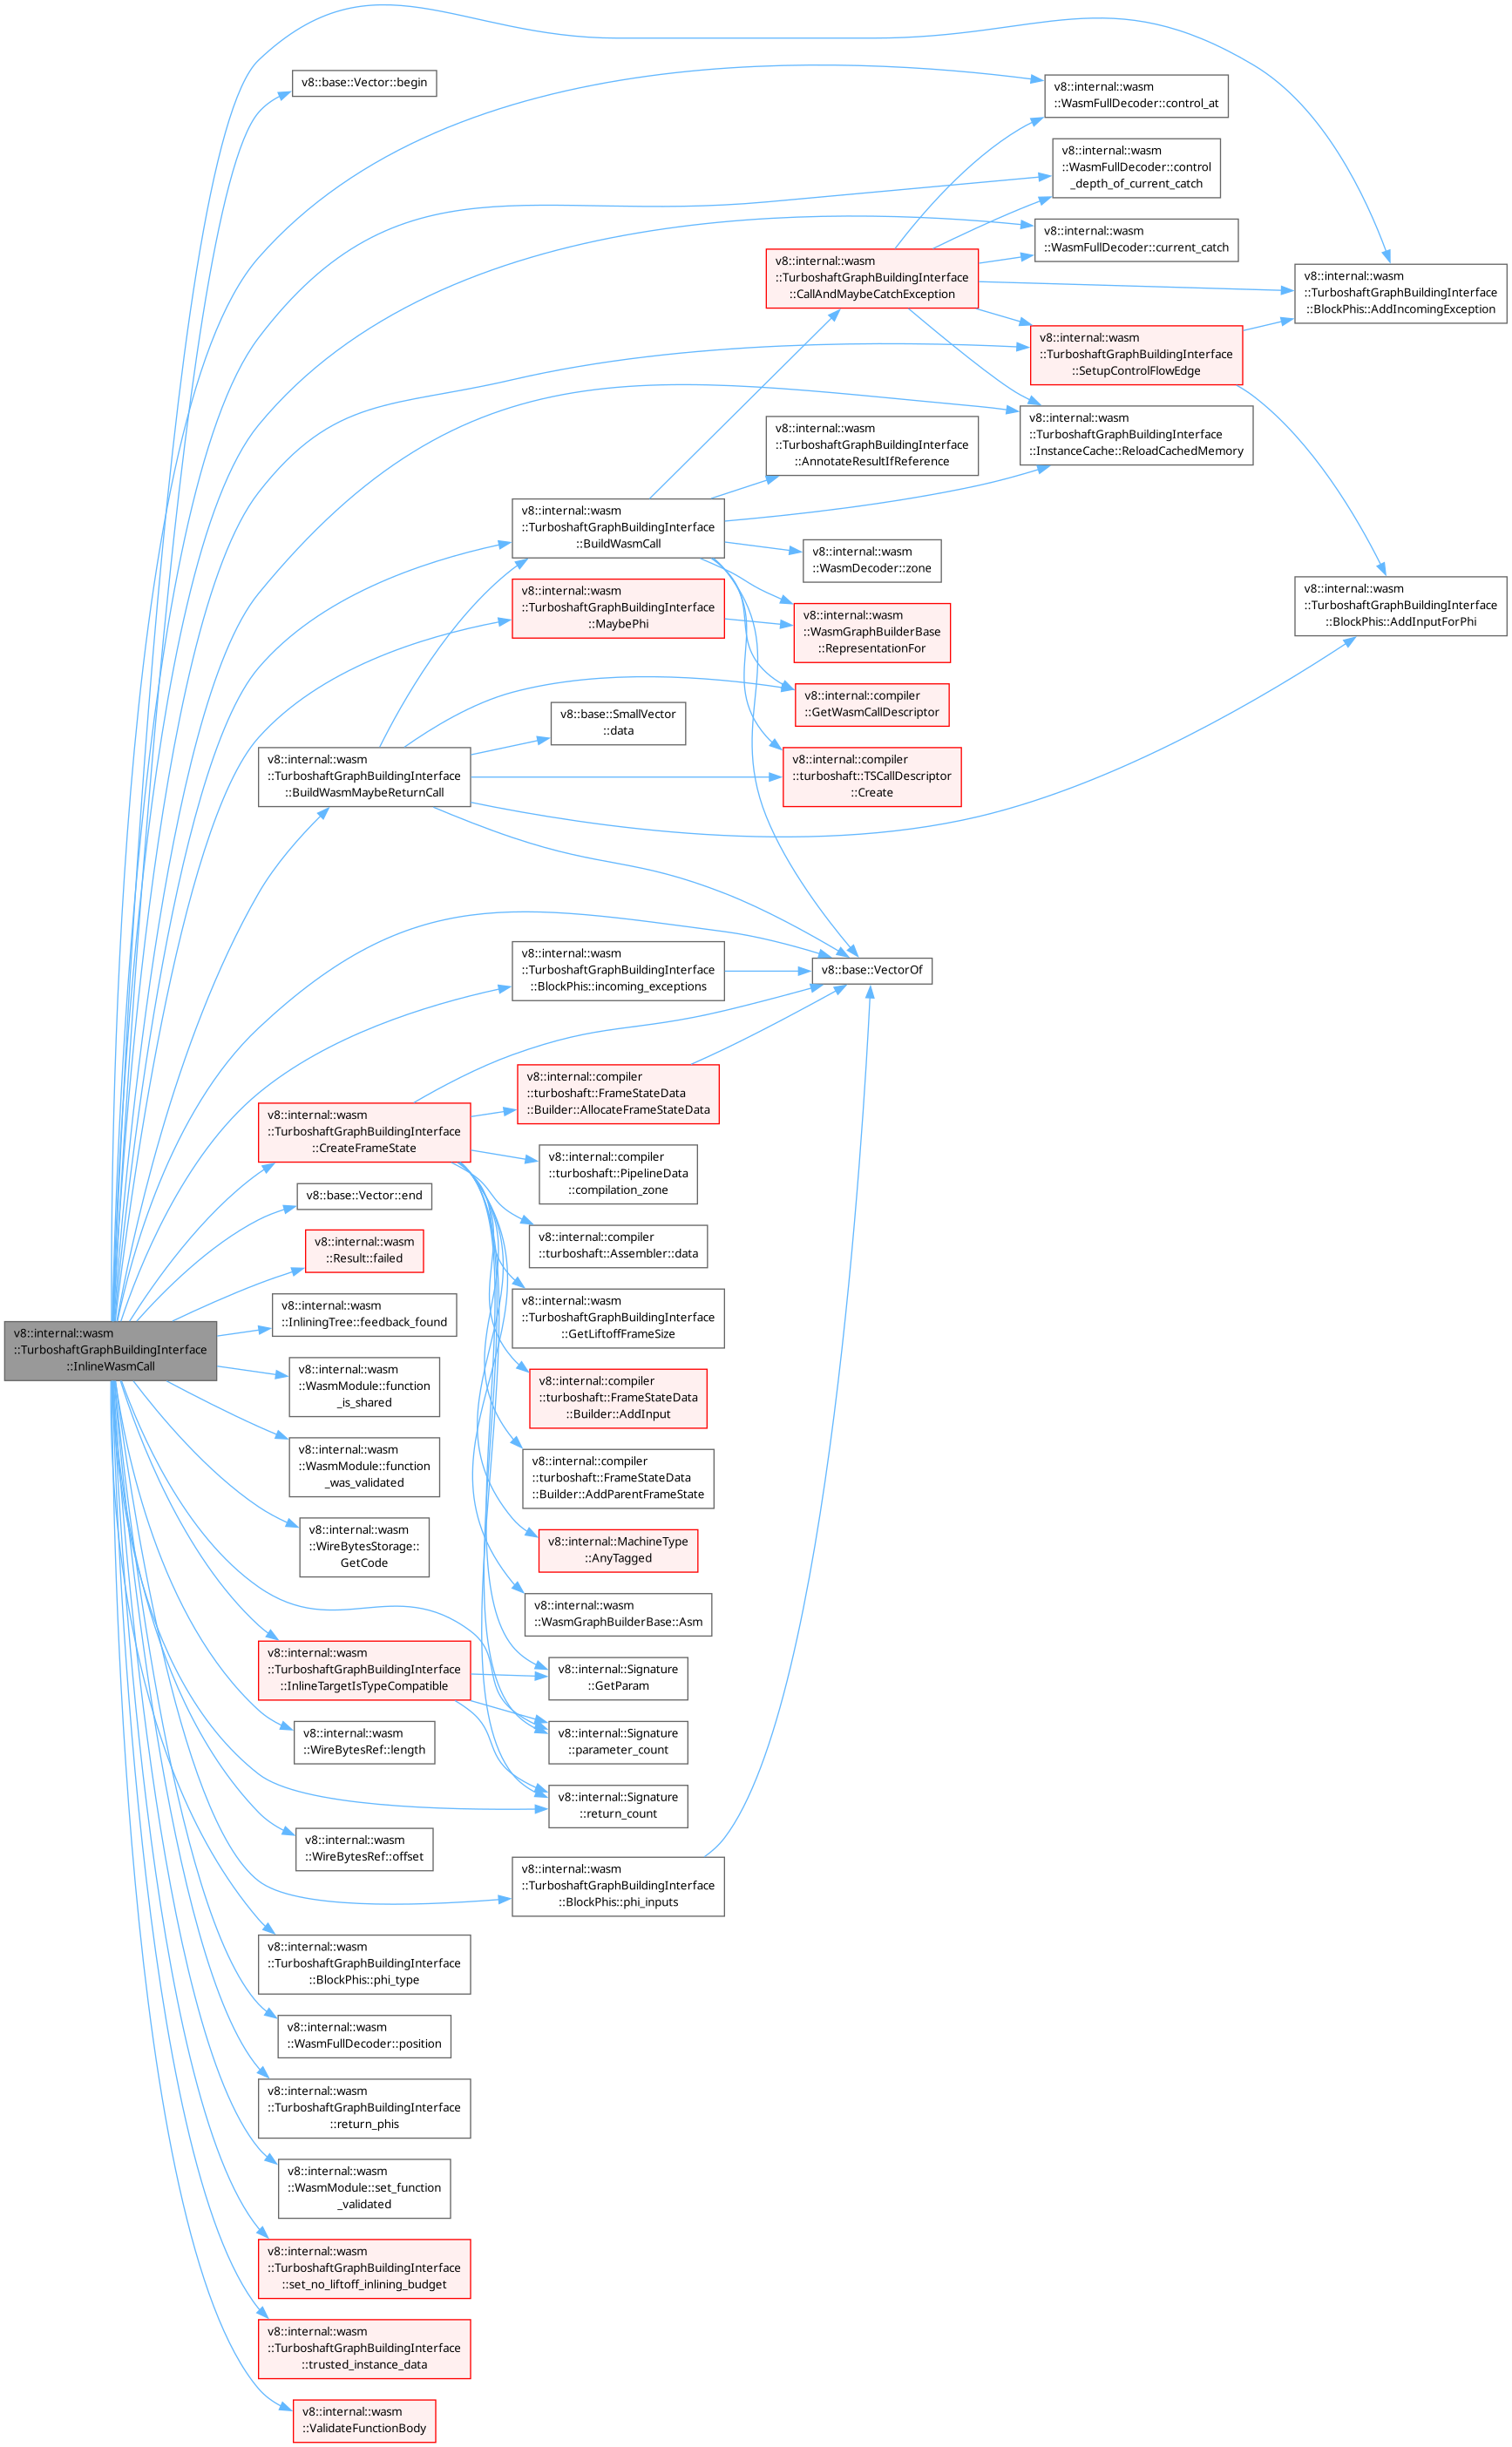 v8::base::Vector::begin
v8::internal::wasm
::WasmFullDecoder::control_at
v8::internal::wasm
::WasmFullDecoder::control
_depth_of_current_catch
v8::internal::wasm
::WasmFullDecoder::current_catch
v8::internal::wasm
::TurboshaftGraphBuildingInterface
::CallAndMaybeCatchException
v8::internal::wasm
::TurboshaftGraphBuildingInterface
::BlockPhis::AddIncomingException
v8::internal::wasm
::TurboshaftGraphBuildingInterface
::SetupControlFlowEdge
v8::internal::wasm
::TurboshaftGraphBuildingInterface
::InstanceCache::ReloadCachedMemory
v8::internal::wasm
::TurboshaftGraphBuildingInterface
::AnnotateResultIfReference
v8::internal::wasm
::TurboshaftGraphBuildingInterface
::BuildWasmCall
v8::internal::wasm
::WasmDecoder::zone
v8::internal::wasm
::TurboshaftGraphBuildingInterface
::MaybePhi
v8::internal::wasm
::WasmGraphBuilderBase
::RepresentationFor
v8::internal::wasm
::TurboshaftGraphBuildingInterface
::BlockPhis::AddInputForPhi
v8::internal::compiler
::GetWasmCallDescriptor
v8::base::SmallVector
::data
v8::internal::wasm
::TurboshaftGraphBuildingInterface
::BuildWasmMaybeReturnCall
v8::internal::compiler
::turboshaft::TSCallDescriptor
::Create
v8::internal::wasm
::TurboshaftGraphBuildingInterface
::BlockPhis::incoming_exceptions
v8::base::VectorOf
v8::internal::compiler
::turboshaft::FrameStateData
::Builder::AllocateFrameStateData
v8::internal::wasm
::TurboshaftGraphBuildingInterface
::CreateFrameState
v8::internal::compiler
::turboshaft::PipelineData
::compilation_zone
v8::base::Vector::end
v8::internal::compiler
::turboshaft::Assembler::data
v8::internal::wasm
::Result::failed
v8::internal::wasm
::InliningTree::feedback_found
v8::internal::wasm
::TurboshaftGraphBuildingInterface
::GetLiftoffFrameSize
v8::internal::wasm
::TurboshaftGraphBuildingInterface
::InlineWasmCall
v8::internal::wasm
::WasmModule::function
_is_shared
v8::internal::compiler
::turboshaft::FrameStateData
::Builder::AddInput
v8::internal::wasm
::WasmModule::function
_was_validated
v8::internal::compiler
::turboshaft::FrameStateData
::Builder::AddParentFrameState
v8::internal::wasm
::WireBytesStorage::
GetCode
v8::internal::MachineType
::AnyTagged
v8::internal::wasm
::WasmGraphBuilderBase::Asm
v8::internal::wasm
::TurboshaftGraphBuildingInterface
::InlineTargetIsTypeCompatible
v8::internal::Signature
::GetParam
v8::internal::wasm
::WireBytesRef::length
v8::internal::Signature
::parameter_count
v8::internal::Signature
::return_count
v8::internal::wasm
::WireBytesRef::offset
v8::internal::wasm
::TurboshaftGraphBuildingInterface
::BlockPhis::phi_inputs
v8::internal::wasm
::TurboshaftGraphBuildingInterface
::BlockPhis::phi_type
v8::internal::wasm
::WasmFullDecoder::position
v8::internal::wasm
::TurboshaftGraphBuildingInterface
::return_phis
v8::internal::wasm
::WasmModule::set_function
_validated
v8::internal::wasm
::TurboshaftGraphBuildingInterface
::set_no_liftoff_inlining_budget
v8::internal::wasm
::TurboshaftGraphBuildingInterface
::trusted_instance_data
v8::internal::wasm
::ValidateFunctionBody